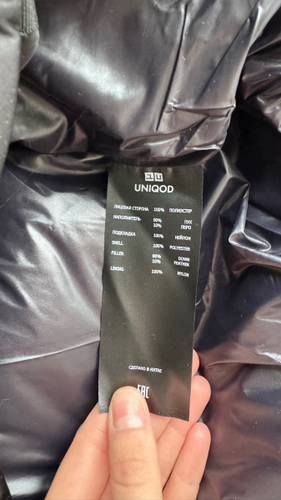 UNIQOD
ЛИЦЕВАЯ СТОРОНА 100% ПОЛИЭСТЕР
НАПОЛНИТЕЛЬ 90% ПУХ
10% ПЕРО
ПОДКЛАДКА 100% НЕЙЛОН
SHELL 100% POLYESTER
FILLER 90% DOWN
10% FEATHER
LINING 100% NYLON
СДЕЛАНО В КИТАЕ
EAC